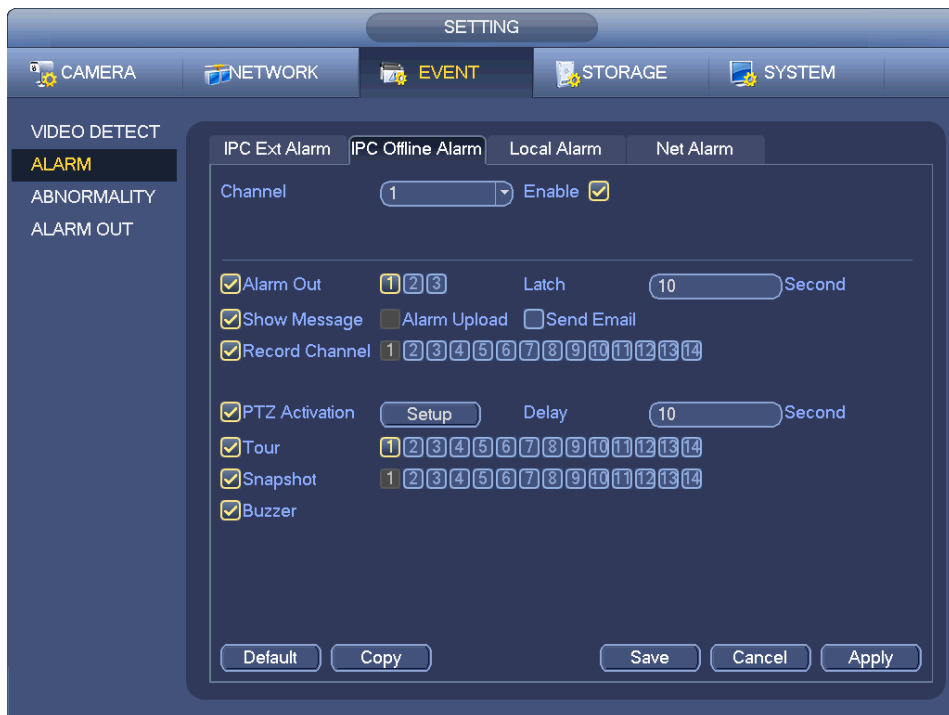 SETTING
CAMERA NETWORK EVENT STORAGE SYSTEM
VIDEO DETECT
ALARM
ABNORMALITY
ALARM OUT
IPC Ext Alarm IPC Offline Alarm Local Alarm Net Alarm
Channel 1 Enable
Alarm Out 1 2 3 Latch 10 Second
Show Message Alarm Upload Send Email
Record Channel 1 2 3 4 5 6 7 8 9 10 11 12 13 14
PTZ Activation Setup Delay 10 Second
Tour 1 2 3 4 5 6 7 8 9 10 11 12 13 14
Snapshot 1 2 3 4 5 6 7 8 9 10 11 12 13 14
Buzzer
Default Copy Save Cancel Apply